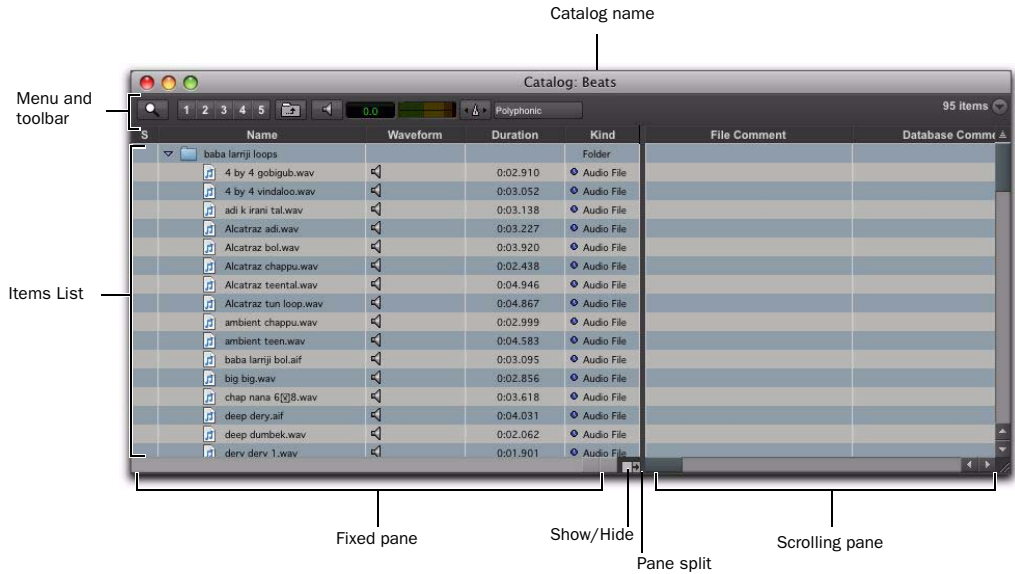 Catalog name
Catalog: Beats
Menu and
toolbar
1 2 3 4 5 0.0 Polyphonic 95 items
S Name Waveform Duration Kind File Comment Database Comme
baba larriji loops Folder
4 by 4 gobigub.wav 0:02.910 Audio File
4 by 4 vindaloo.wav 0:03.052 Audio File
adi k irani tal.wav 0:03.138 Audio File
Alcatraz adi.wav 0:03.227 Audio File
Alcatraz bol.wav 0:03.920 Audio File
Alcatraz chappu.wav 0:02.438 Audio File
Alcatraz teental.wav 0:04.946 Audio File
Items List
Alcatraz tun loop.wav 0:04.867 Audio File
ambient chappu.wav 0:02.999 Audio File
ambient teen.wav 0:04.583 Audio File
baba larriji bol.aif 0:03.095 Audio File
big big.wav 0:02.856 Audio File
chap nana 68.wav 0:03.618 Audio File
deep dery.aif 0:04.031 Audio File
deep dumbek.wav 0:02.062 Audio File
dery dery 1.wav 0:01.901 Audio File
Fixed pane
Show/Hide
Pane split
Scrolling pane